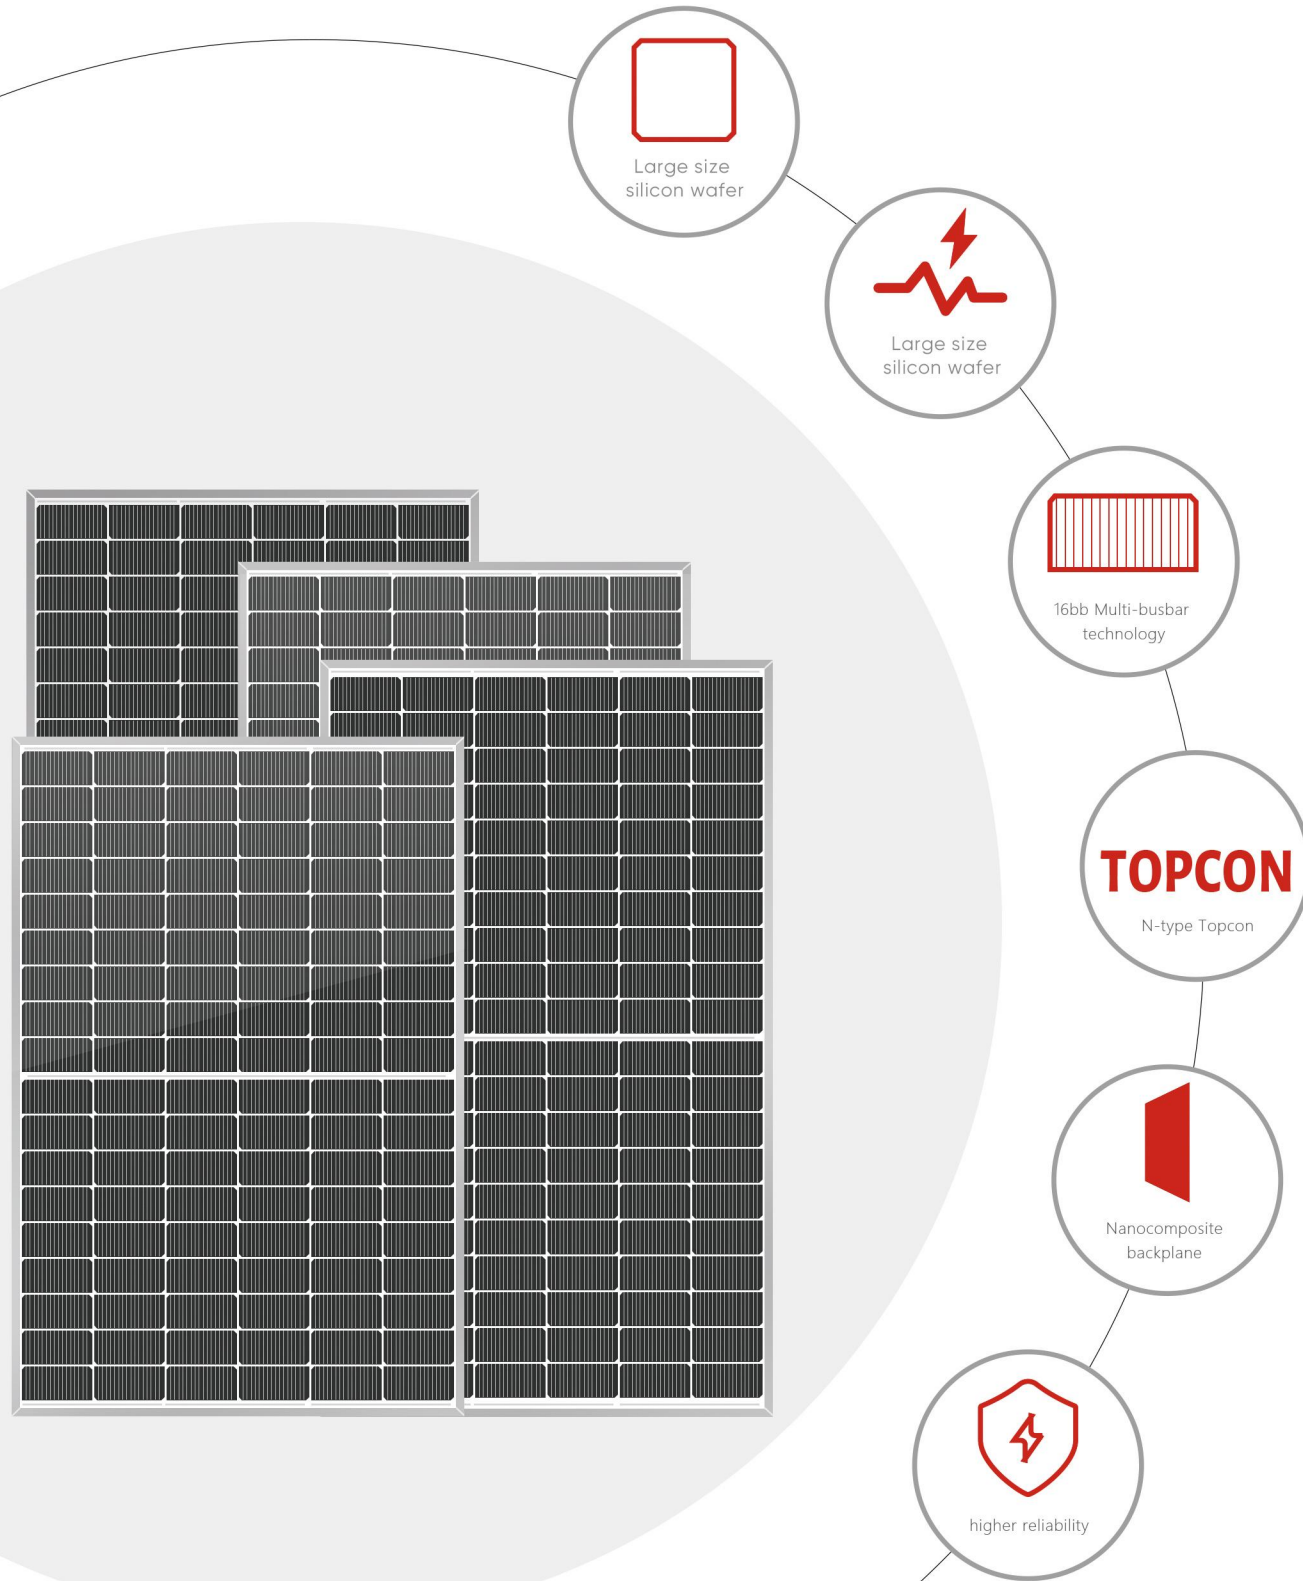 Large size
silicon wafer
Large size
silicon wafer
16bb Multi-busbar
technology
TOPCON
N-type Topcon
Nanocomposite
backplane
higher reliability